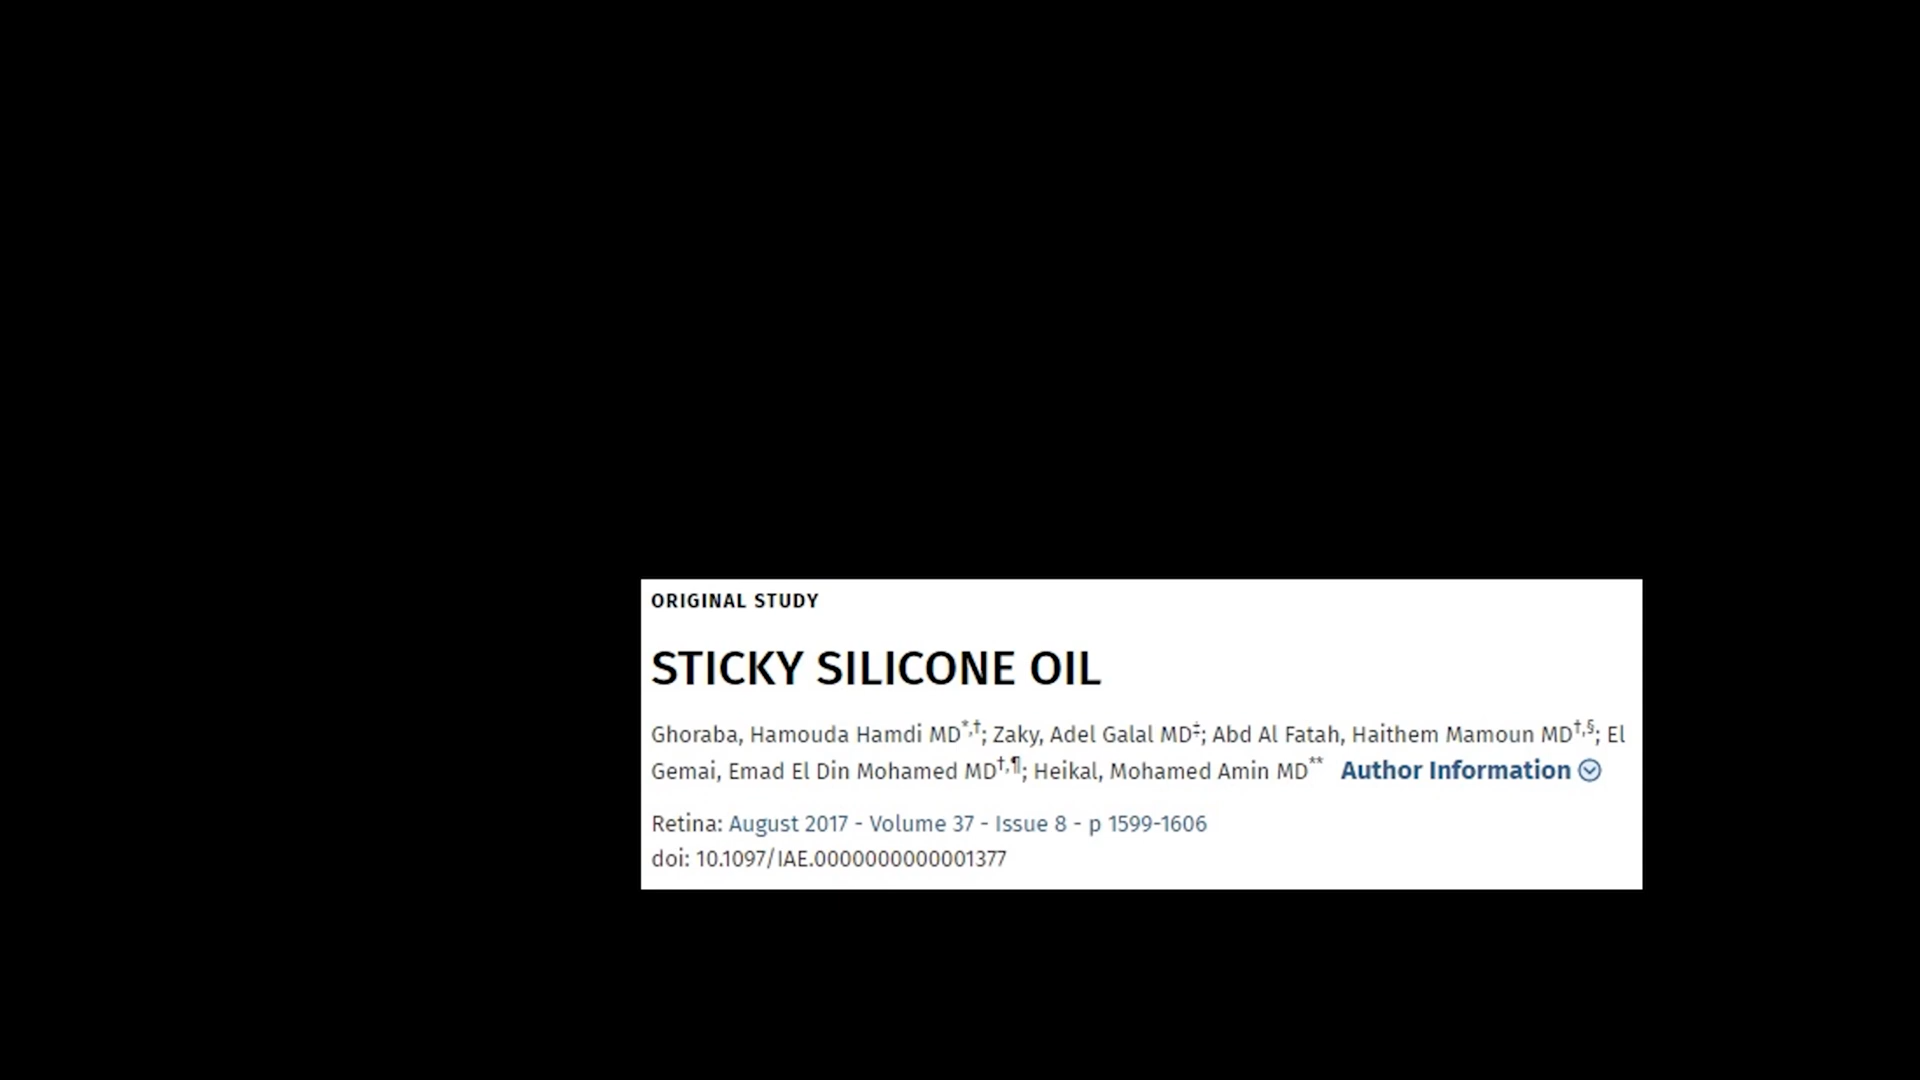 ORIGINAL STUDY
STICKY SILICONE OIL
Ghoraba, Hamouda Hamdi MD*,†; Zaky, Adel Galal MD‡; Abd Al Fatah, Haithem Mamoun MD†,§; El
Gemai, Emad El Din Mohamed MD†,¶; Heikal, Mohamed Amin MD** Author Information
Retina: August 2017 - Volume 37 - Issue 8 - p 1599-1606
doi: 10.1097/IAE.0000000000001377